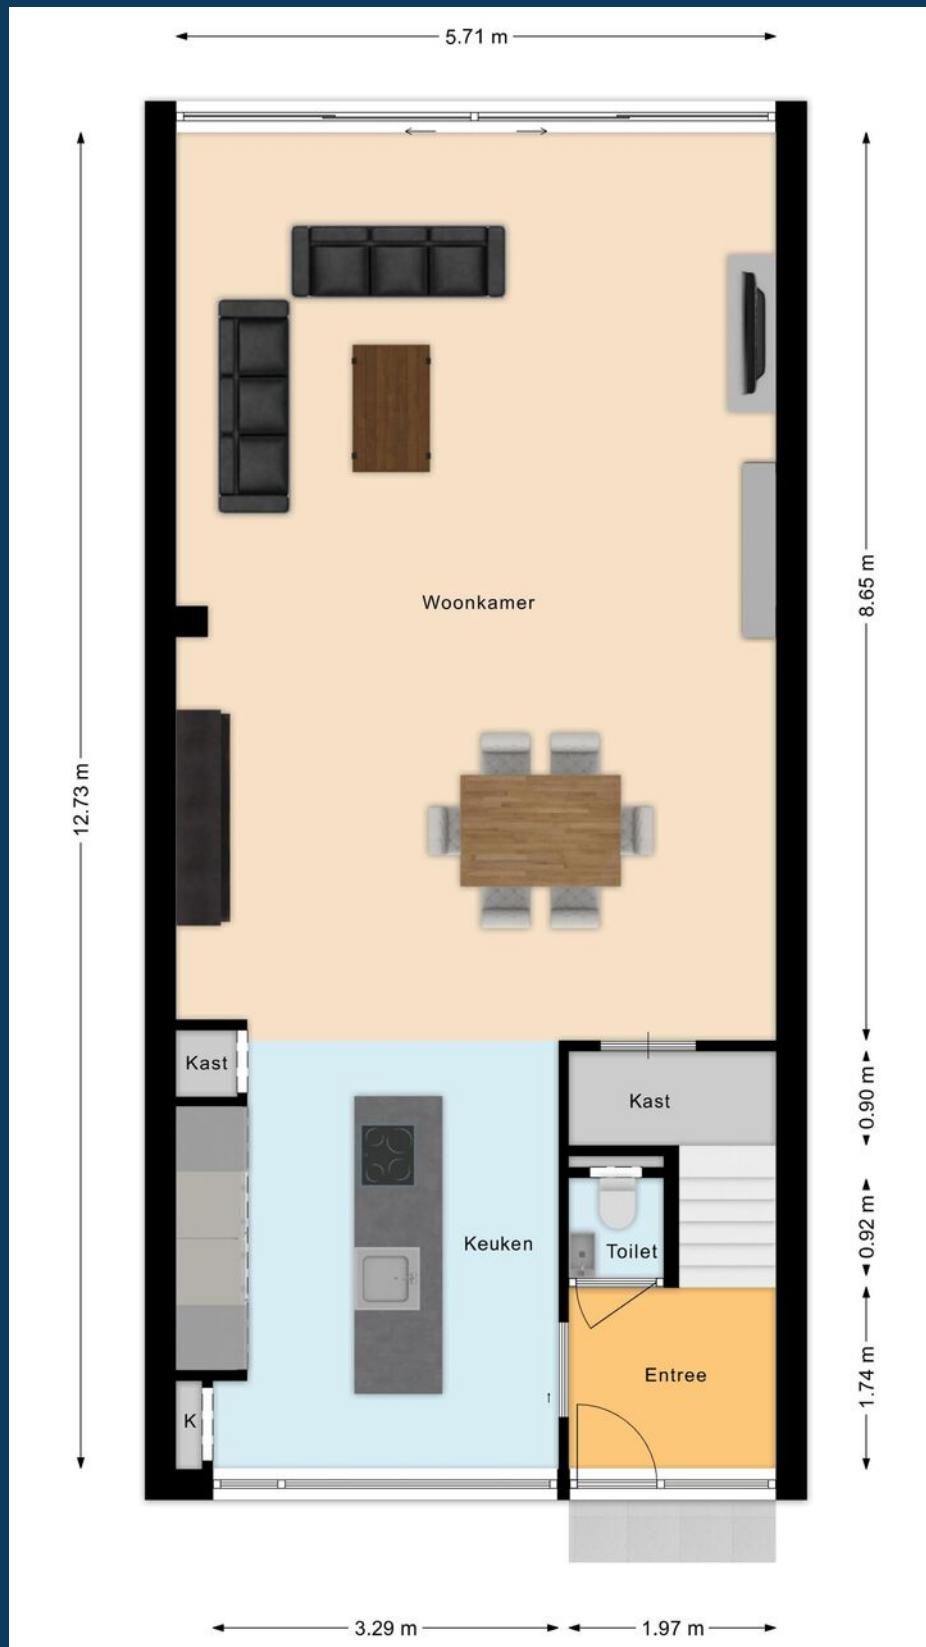 5.71 m
Woonkamer
8.65 m
12.73 m
Kast
Kast
0.90 m
Keuken
Toilet
0.92 m
Entree
1.74 m
K
3.29 m
1.97 m